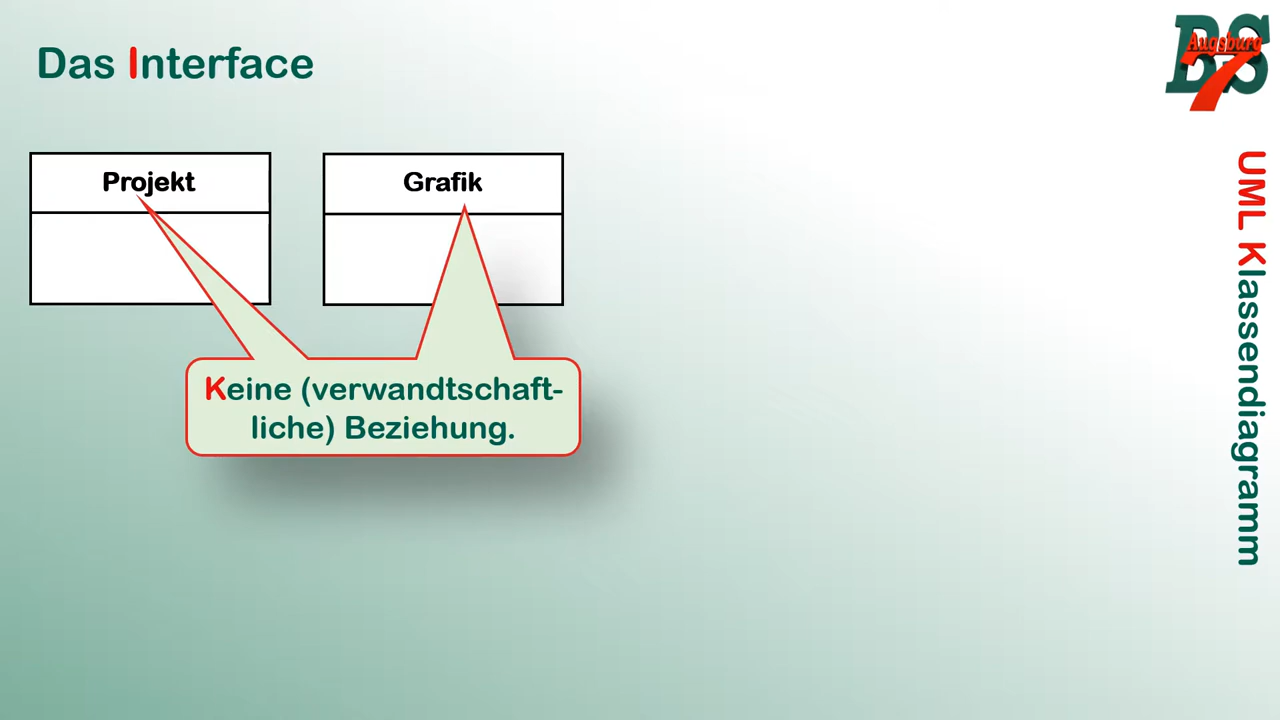 Das Interface
BS
Augsburg
7
Projekt
Grafik
Keine (verwandtschaft-
liche) Beziehung.
UML Klassendiagramm